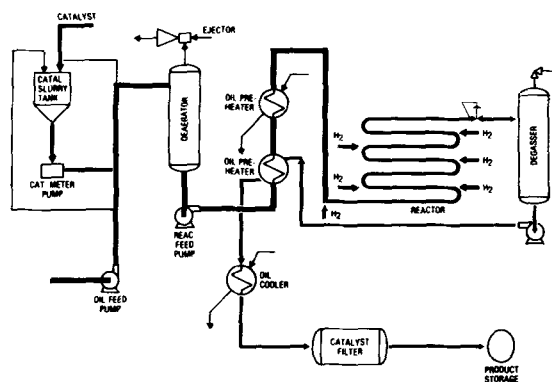 CATALYST
EJECTOR
CATAL
SLURRY
TANK
DEAERATOR
OIL PRE-
HEATER
OIL PRE-
HEATER
CAT METER
PUMP
REAC FEED
PUMP
OIL FEED
PUMP
H₂
H₂
H₂
H₂
H₂
H₂
REACTOR
DEGASSER
OIL
COOLER
CATALYST
FILTER
PRODUCT
STORAGE